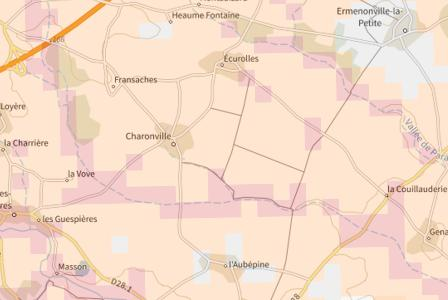 Heaume Fontaine
Ermenonville-la-
Petite
Écurolles
Fransaches
Loyère
Charonville
la Charrière
la Vove
la Couillauderie
les Guespières
Gena
l'Aubépine
Masson
D28.1